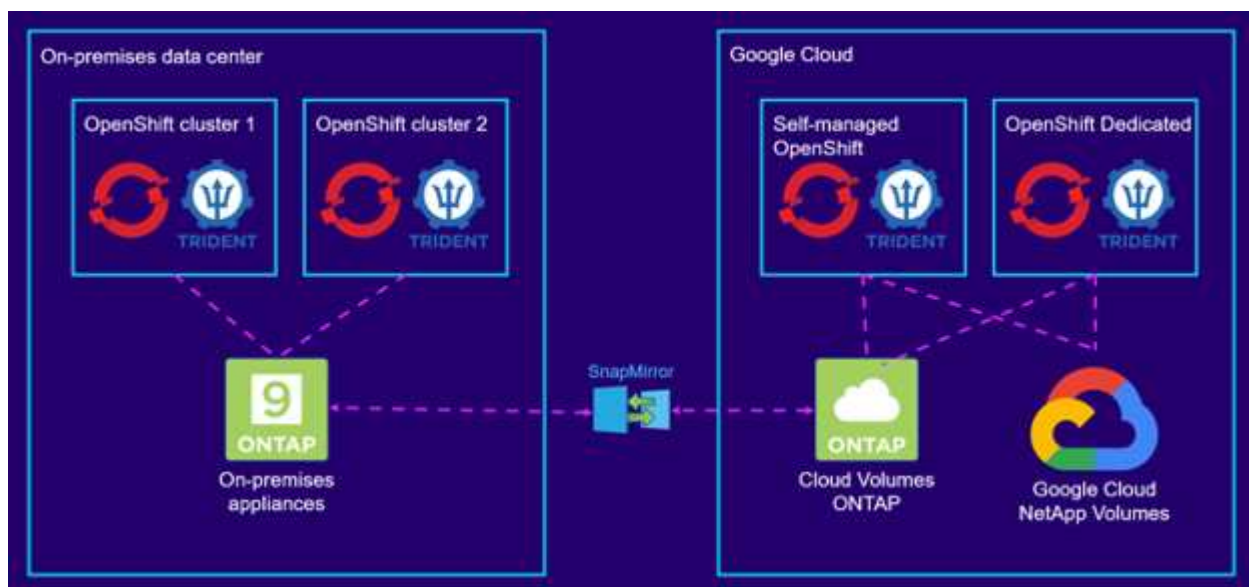 On-premises data center
OpenShift cluster 1
TRIDENT
OpenShift cluster 2
TRIDENT
9
ONTAP
On-premises
appliances
SnapMirror
Google Cloud
Self-managed
OpenShift
TRIDENT
OpenShift Dedicated
TRIDENT
ONTAP
Cloud Volumes
ONTAP
Google Cloud
NetApp Volumes